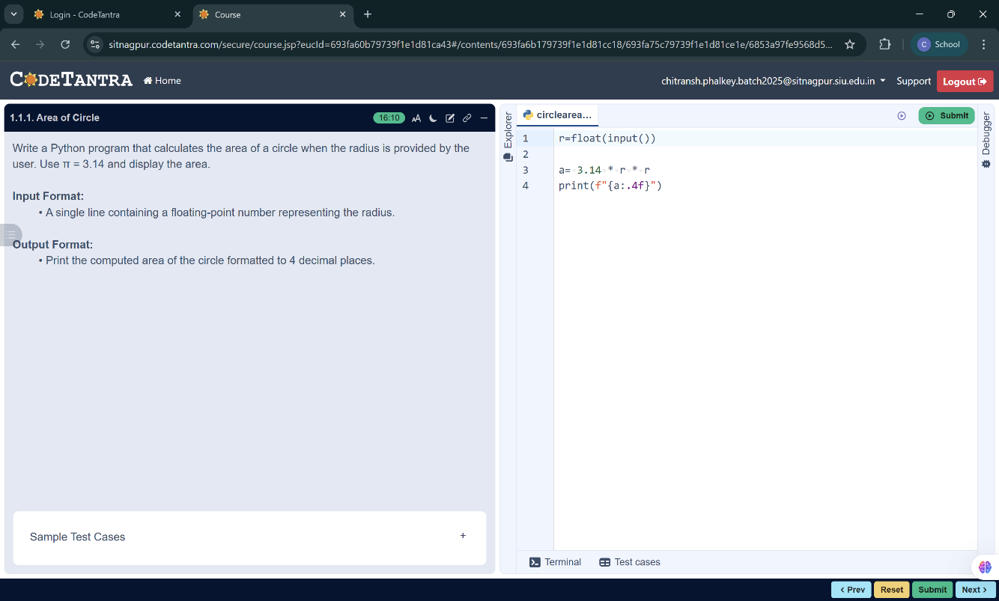 Login - CodeTantra
Course
sitnagpur.codetantra.com/secure/course.jsp?eucId=693fa60b79739f1e1d81ca43#/contents/693fa6b179739f1e1d81cc18/693fa75c79739f1e1d81ce1e/6853a97fe9568d5...
C School
CODETANTRA
Home
chitransh.phalkey.batch2025@sitnagpur.siu.edu.in
Support
Logout
1.1.1. Area of Circle
16:10
AA
Write a Python program that calculates the area of a circle when the radius is provided by the
user. Use π = 3.14 and display the area.
Input Format:
• A single line containing a floating-point number representing the radius.
Output Format:
• Print the computed area of the circle formatted to 4 decimal places.
Sample Test Cases
+
Explorer
circlearea...
Submit
Debugger
1 r=float(input())
2
3 a= 3.14 * r * r
4 print(f"{a:.4f}")
Terminal
Test cases
< Prev
Reset
Submit
Next >